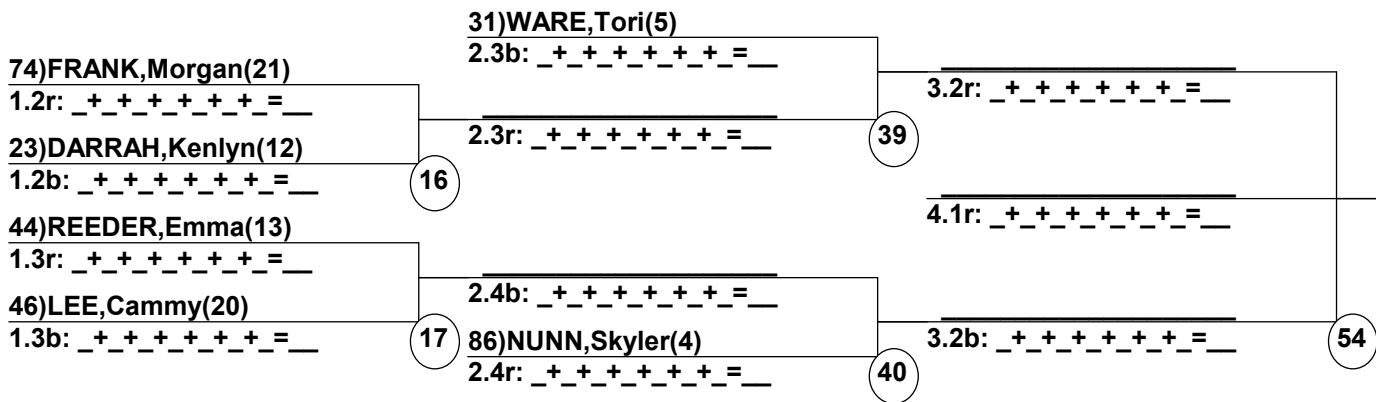 31)WARE,Tori(5)
2.3b: _+_+_+_+_+_=__
74)FRANK,Morgan(21)
1.2r: _+_+_+_+_+_=__
3.2r: _+_+_+_+_+_=__
2.3r: _+_+_+_+_+_=__
39
23)DARRAH,Kenlyn(12)
1.2b: _+_+_+_+_+_=__
16
4.1r: _+_+_+_+_+_=__
44)REEDER,Emma(13)
1.3r: _+_+_+_+_+_=__
2.4b: _+_+_+_+_+_=__
46)LEE,Cammy(20)
1.3b: _+_+_+_+_+_=__
17
86)NUNN,Skyler(4)
2.4r: _+_+_+_+_+_=__
40
3.2b: _+_+_+_+_+_=__
54